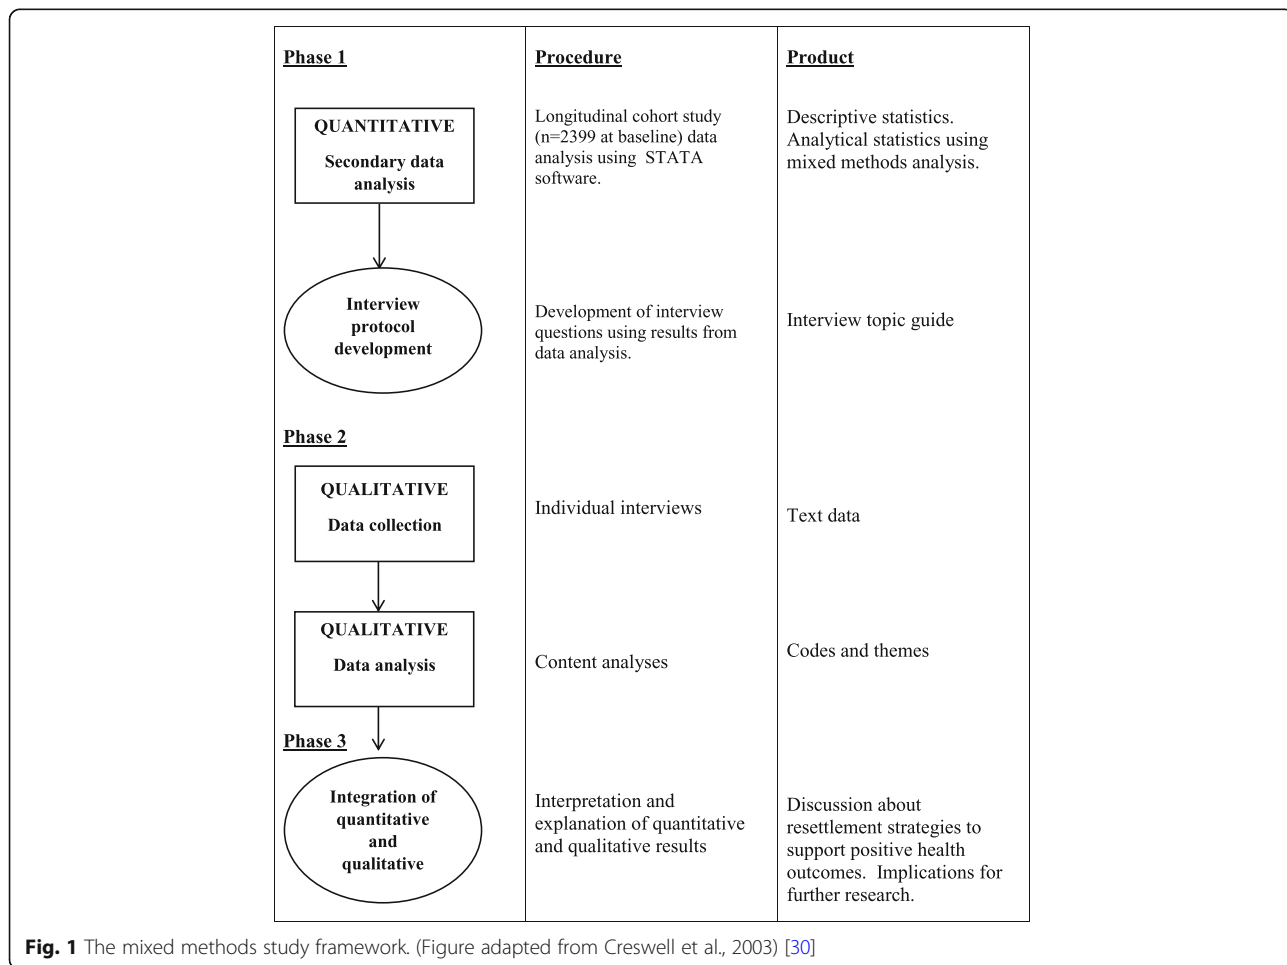 Phase 1
Procedure
Product
QUANTITATIVE
Secondary data
analysis
Longitudinal cohort study
(n=2399 at baseline) data
analysis using STATA
software.
Descriptive statistics.
Analytical statistics using
mixed methods analysis.
Interview
protocol
development
Development of interview
questions using results from
data analysis.
Interview topic guide
Phase 2
QUALITATIVE
Data collection
Individual interviews
Text data
QUALITATIVE
Data analysis
Content analyses
Codes and themes
Phase 3
Integration of
quantitative
and
qualitative
Interpretation and
explanation of quantitative
and qualitative results
Discussion about
resettlement strategies to
support positive health
outcomes. Implications for
further research.
Fig. 1 The mixed methods study framework. (Figure adapted from Creswell et al., 2003) [30]